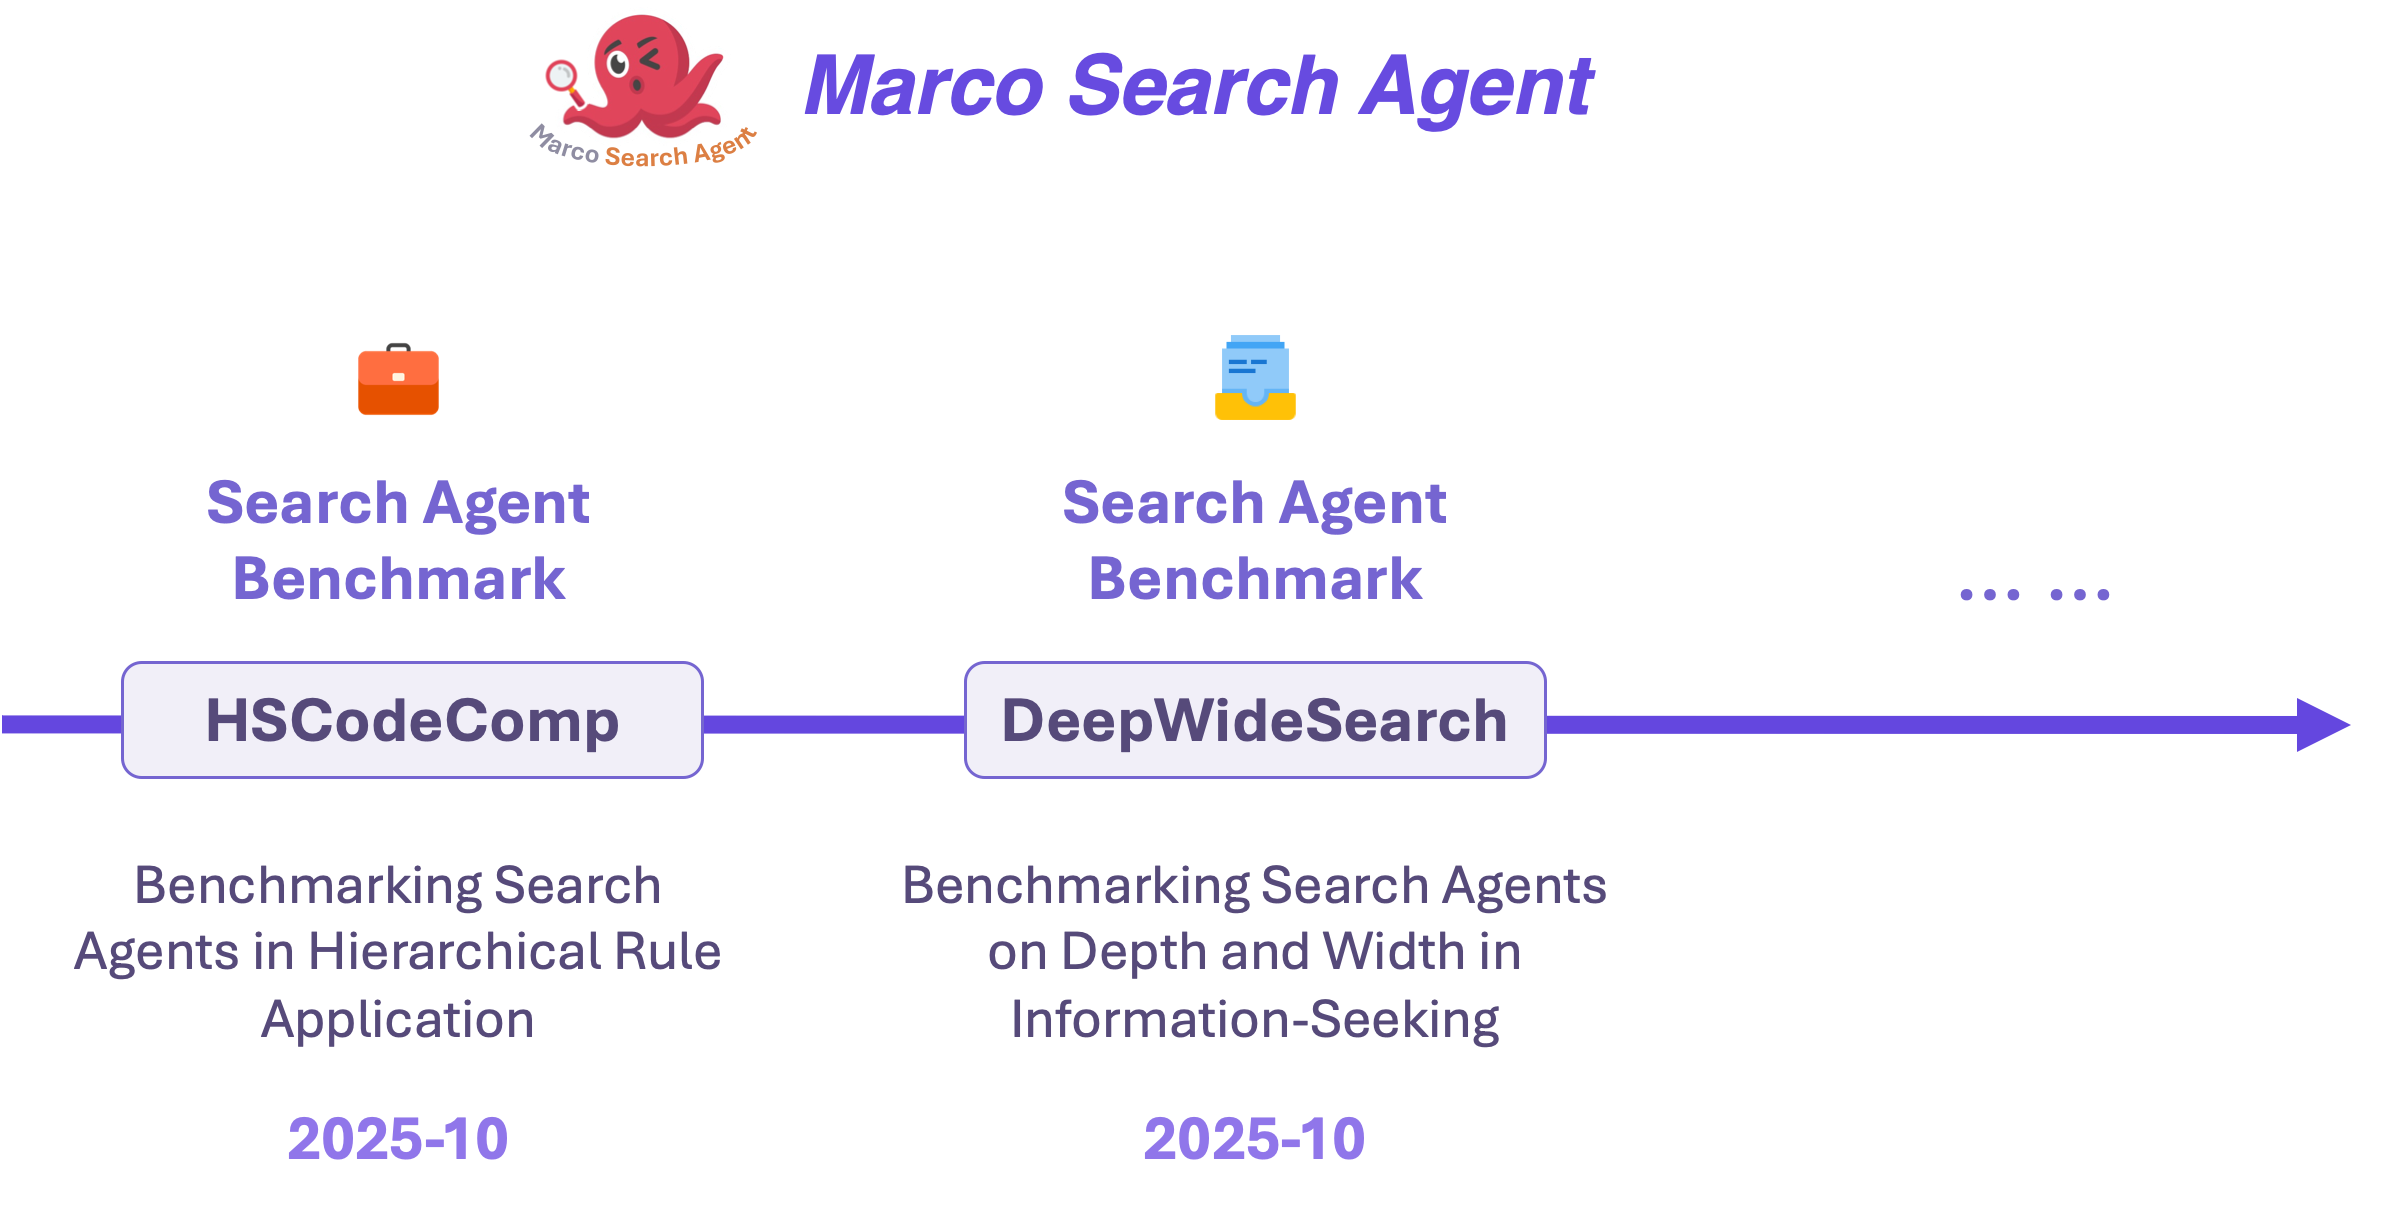 Marco Search Agent
Marco Search Agent
Search Agent
Benchmark
HSCodeComp
Benchmarking Search
Agents in Hierarchical Rule
Application
2025-10
Search Agent
Benchmark
DeepWideSearch
Benchmarking Search Agents
on Depth and Width in
Information-Seeking
2025-10
... ...